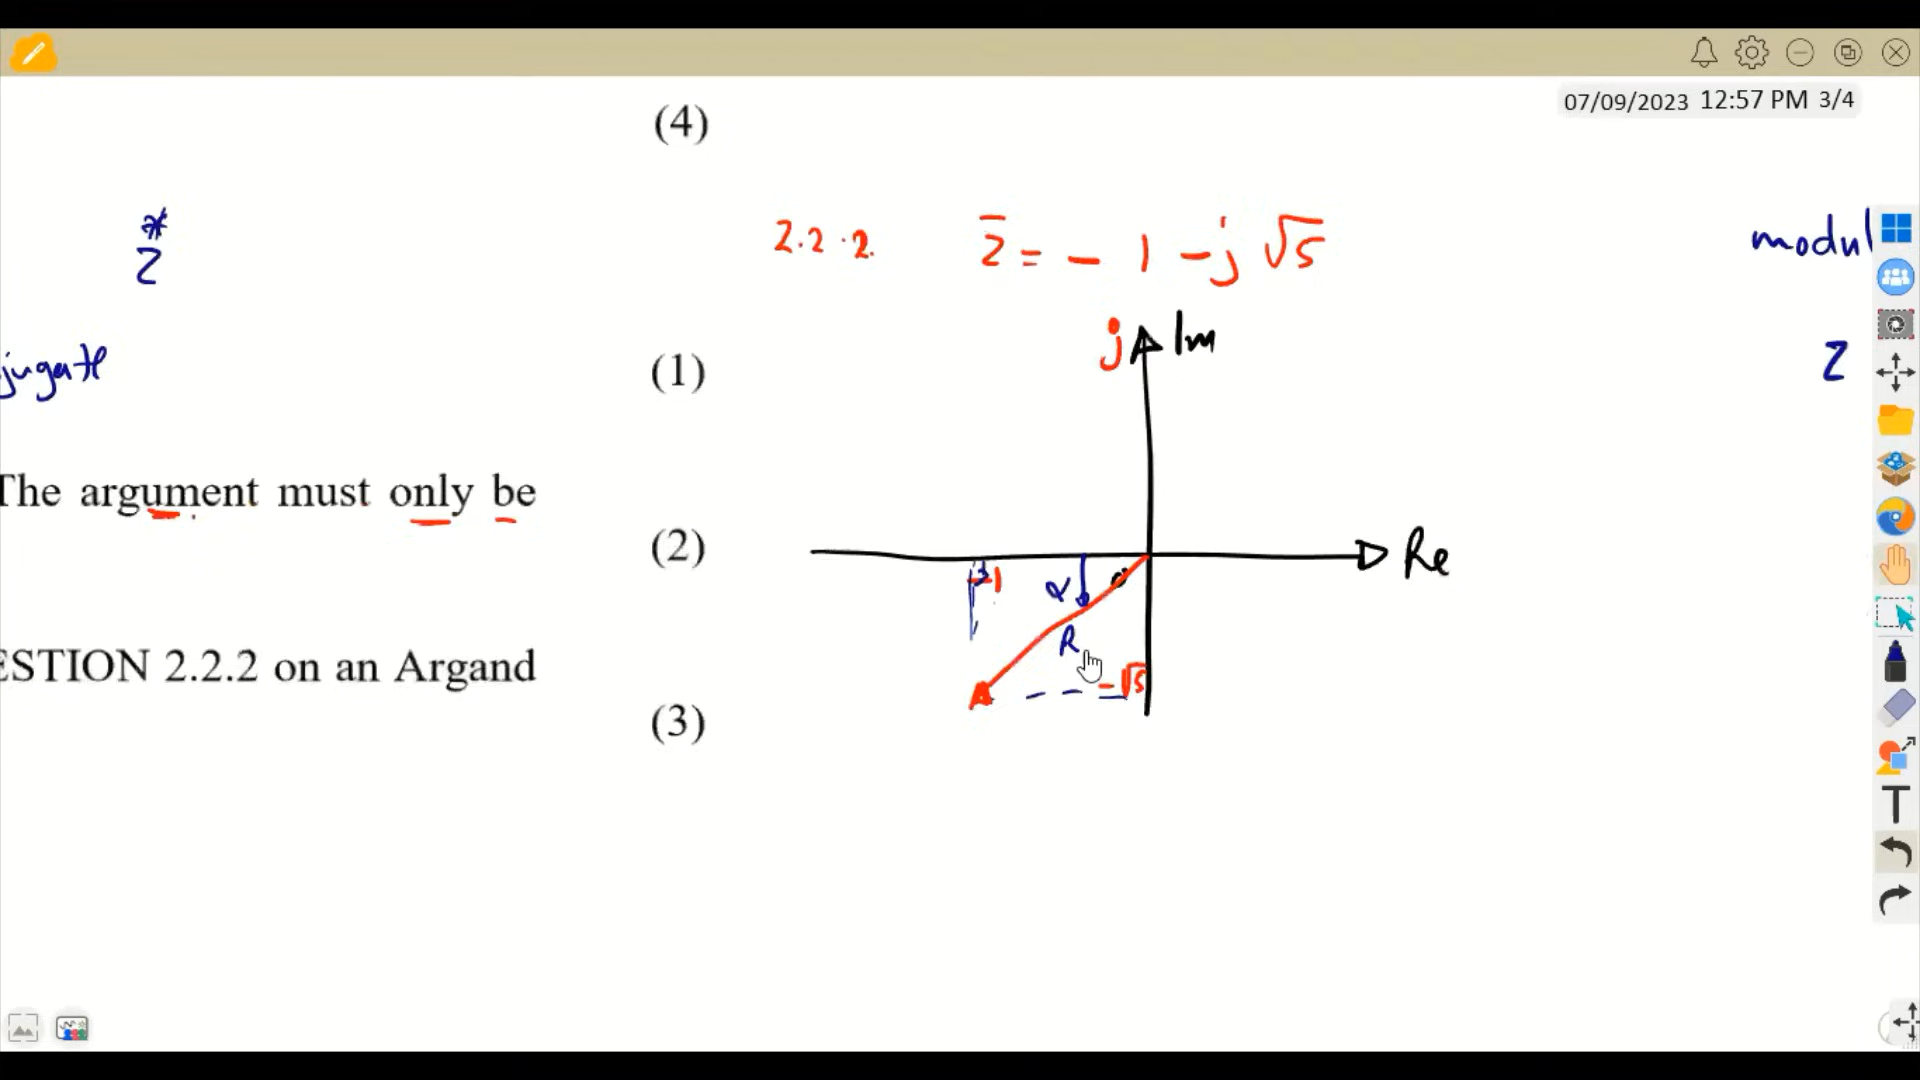 07/09/2023 12:57 PM 3/4
(4)
*
z
2.2.2. z̄ = - 1 - j √5
modul
j Im
jugate
(1)
z
The argument must only be
(2)
Re
-1
α
R
-√5
ESTION 2.2.2 on an Argand
(3)
T